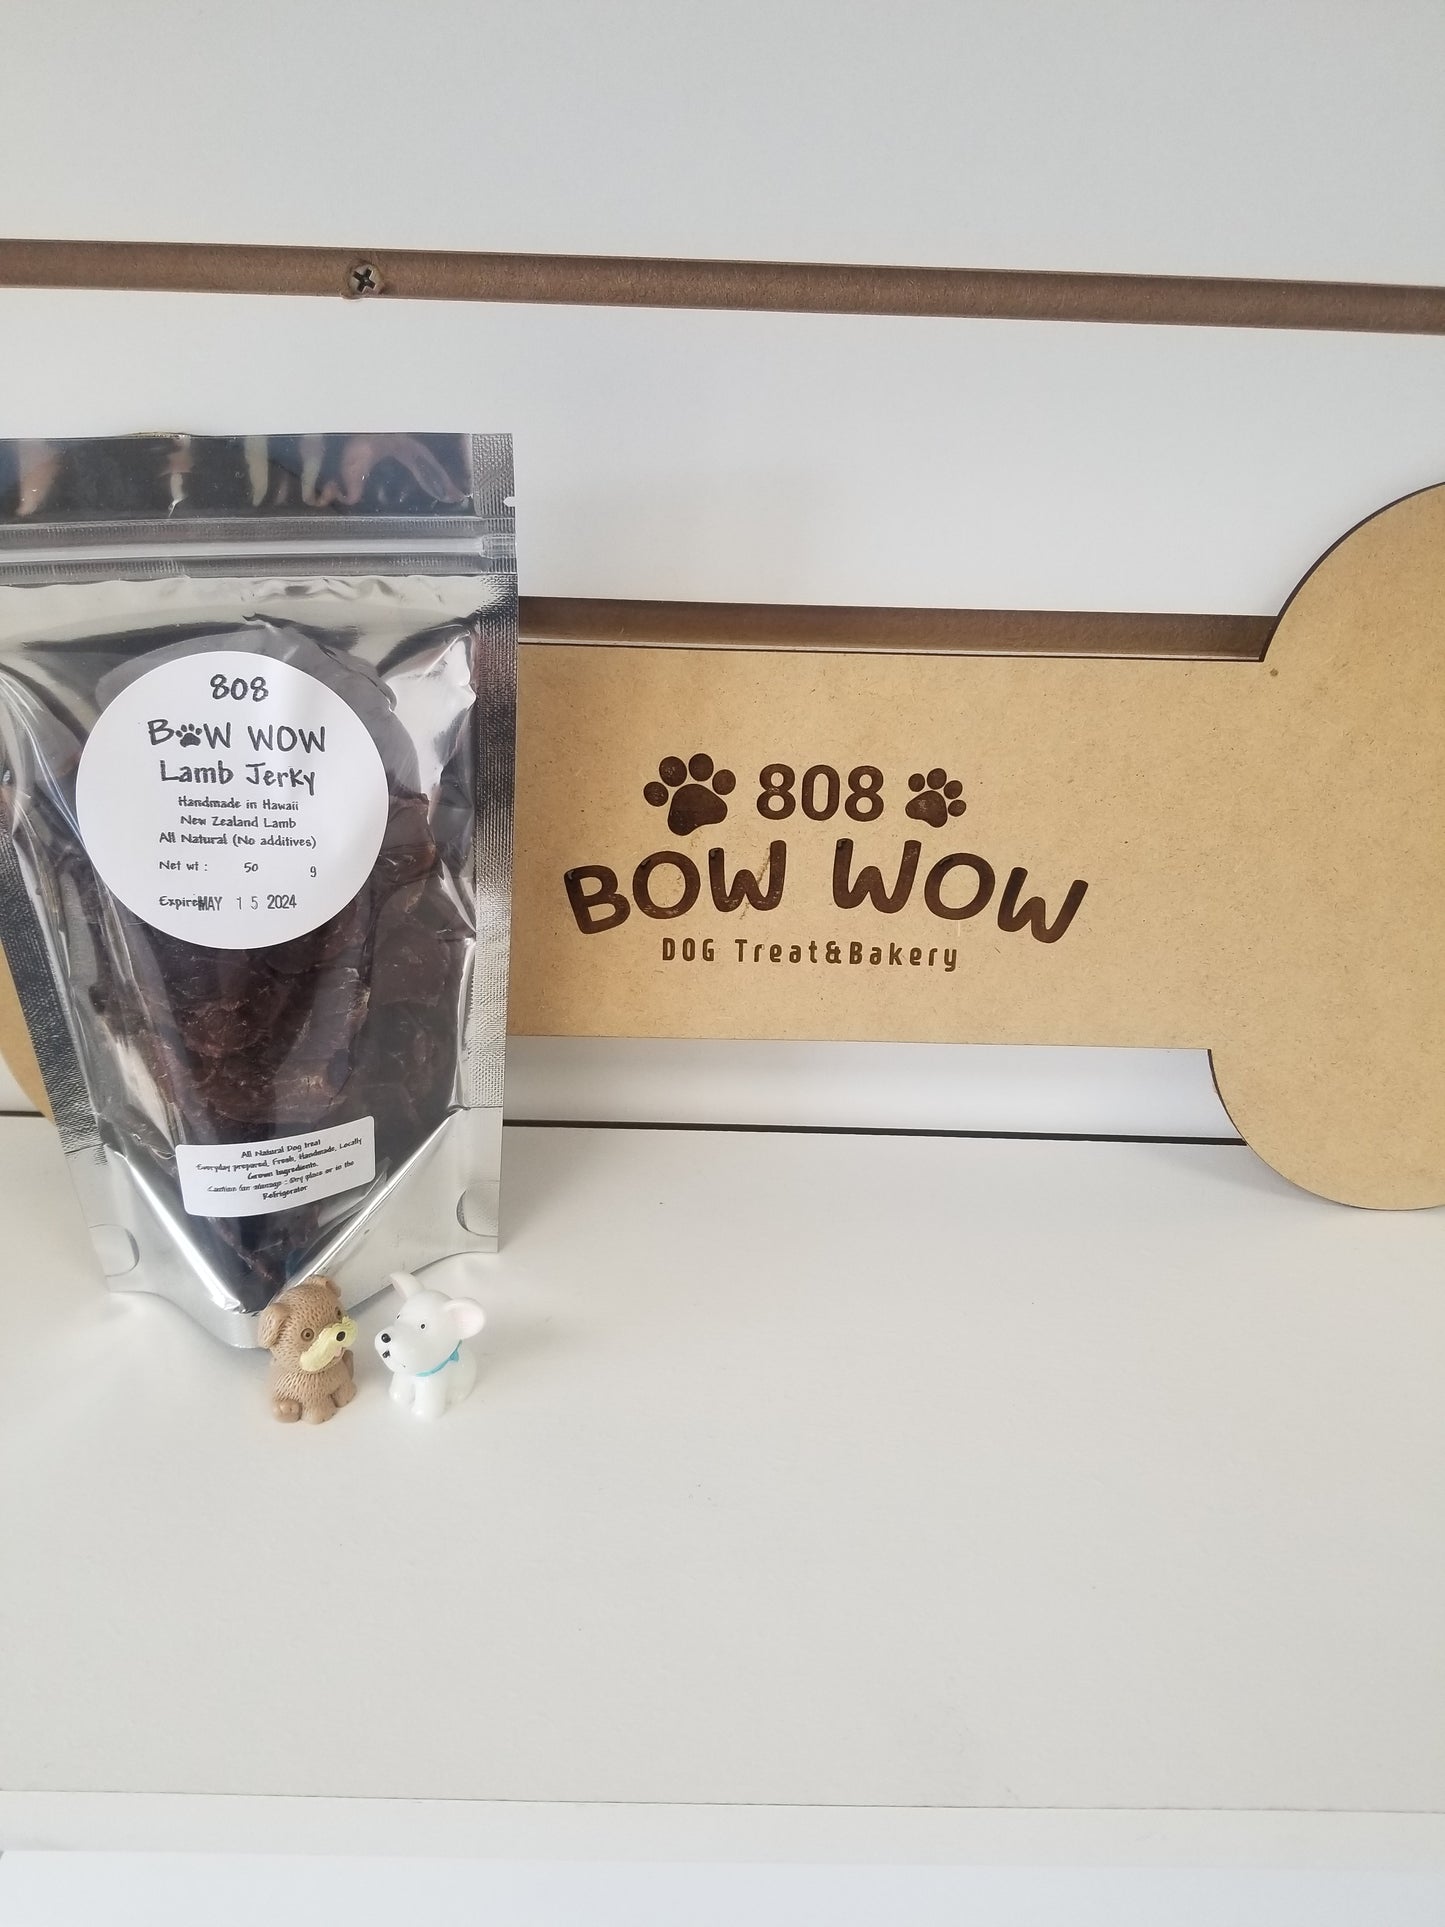 808
BOW WOW
Lamb Jerky
Handmade in Hawaii
New Zealand Lamb
All Natural (No additives)
Net wt : 50 g
Expire MAY 15 2024
All Natural Dog treat
Everyday prepared, Fresh, Handmade, Locally
Grown Ingredients.
Caution for storage - Dry place or in the
Refrigerator
808
BOW WOW
DOG Treat&Bakery